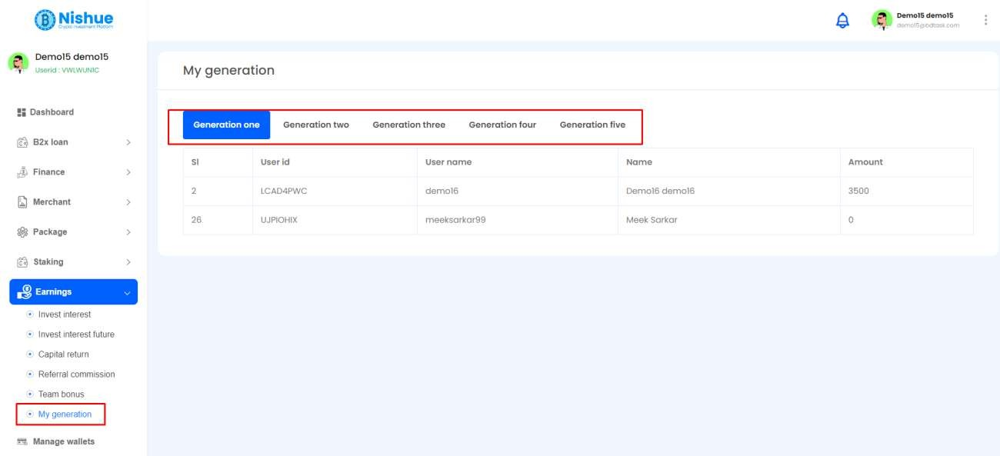 Nishue
Crypto Investment Platform
Demo15 demo15
demo15@bdtask.com
Demo15 demo15
Userid : VWLWUN1C
Dashboard
B2x loan
Finance
Merchant
Package
Staking
Earnings
Invest interest
Invest interest future
Capital return
Referral commission
Team bonus
My generation
Manage wallets
My generation
Generation one Generation two Generation three Generation four Generation five
Sl User id User name Name Amount
2 LCAD4PWC demo16 Demo16 demo16 3500
26 UJPIOHIX meeksarkar99 Meek Sarkar 0